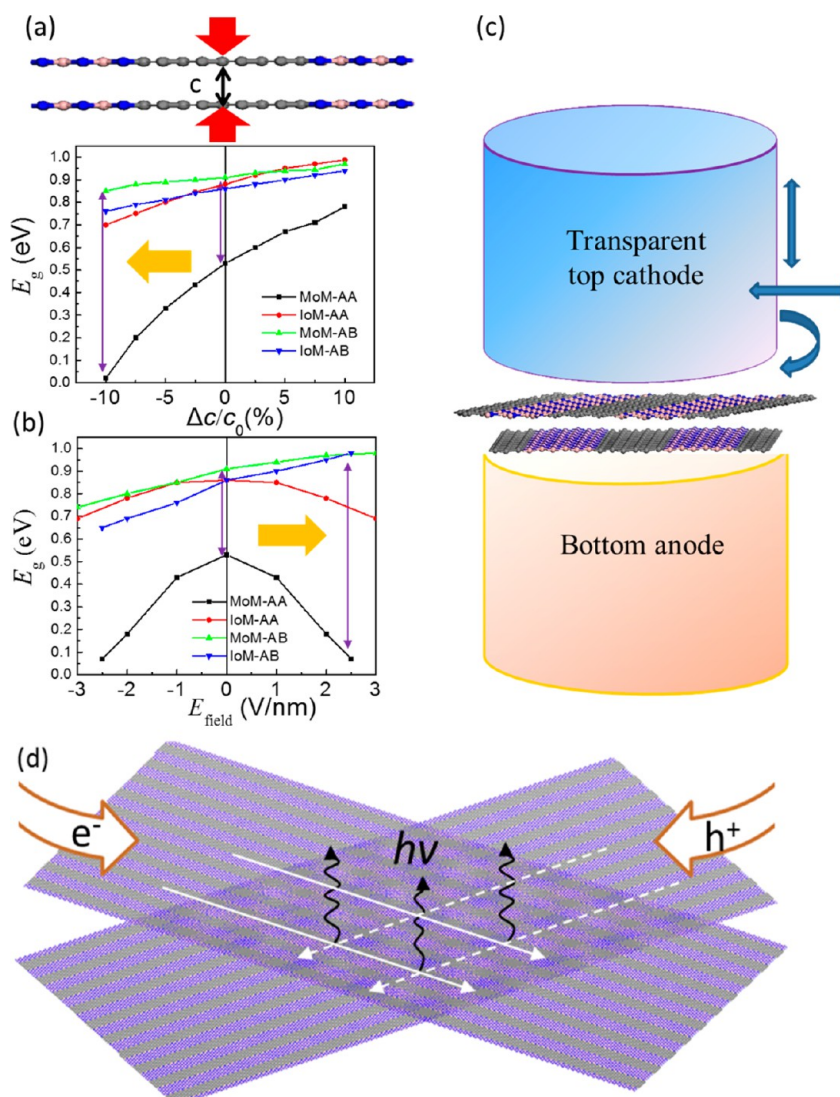 (a)
c
1.0
0.9
0.8
0.7
0.6
0.5
0.4
0.3
0.2
0.1
0.0
E_g (eV)
MoM-AA
IoM-AA
MoM-AB
IoM-AB
-10 -5 0 5 10
Δc/c_0(%)
(b)
1.0
0.9
0.8
0.7
0.6
0.5
0.4
0.3
0.2
0.1
0.0
E_g (eV)
MoM-AA
IoM-AA
MoM-AB
IoM-AB
-3 -2 -1 0 1 2 3
E_field (V/nm)
(c)
Transparent
top cathode
Bottom anode
(d)
e⁻
hν
h⁺